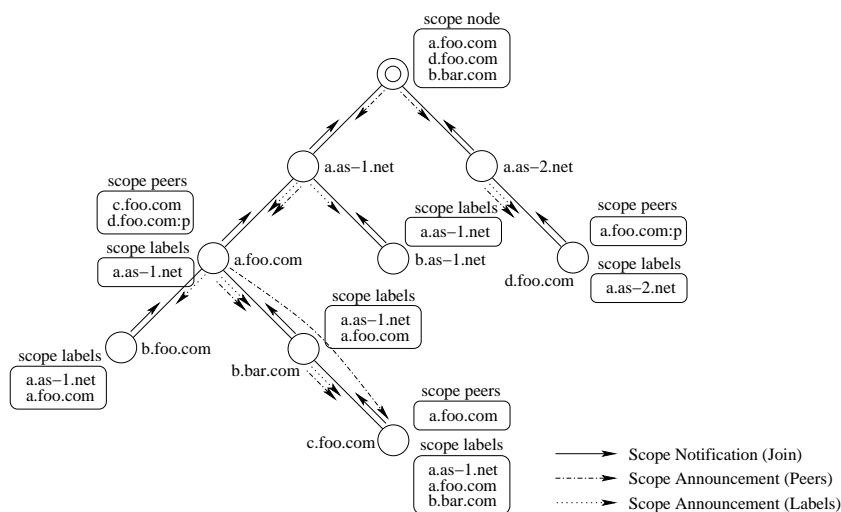 scope node
a.foo.com
d.foo.com
b.bar.com
a.as−1.net
a.as−2.net
scope peers
c.foo.com
d.foo.com:p
scope labels
a.as−1.net
a.foo.com
scope labels
a.as−1.net
b.as−1.net
scope peers
a.foo.com:p
d.foo.com
scope labels
a.as−2.net
scope labels
a.as−1.net
a.foo.com
b.foo.com
b.bar.com
scope labels
a.as−1.net
a.foo.com
scope peers
a.foo.com
c.foo.com
scope labels
a.as−1.net
a.foo.com
b.bar.com
Scope Notification (Join)
Scope Announcement (Peers)
Scope Announcement (Labels)